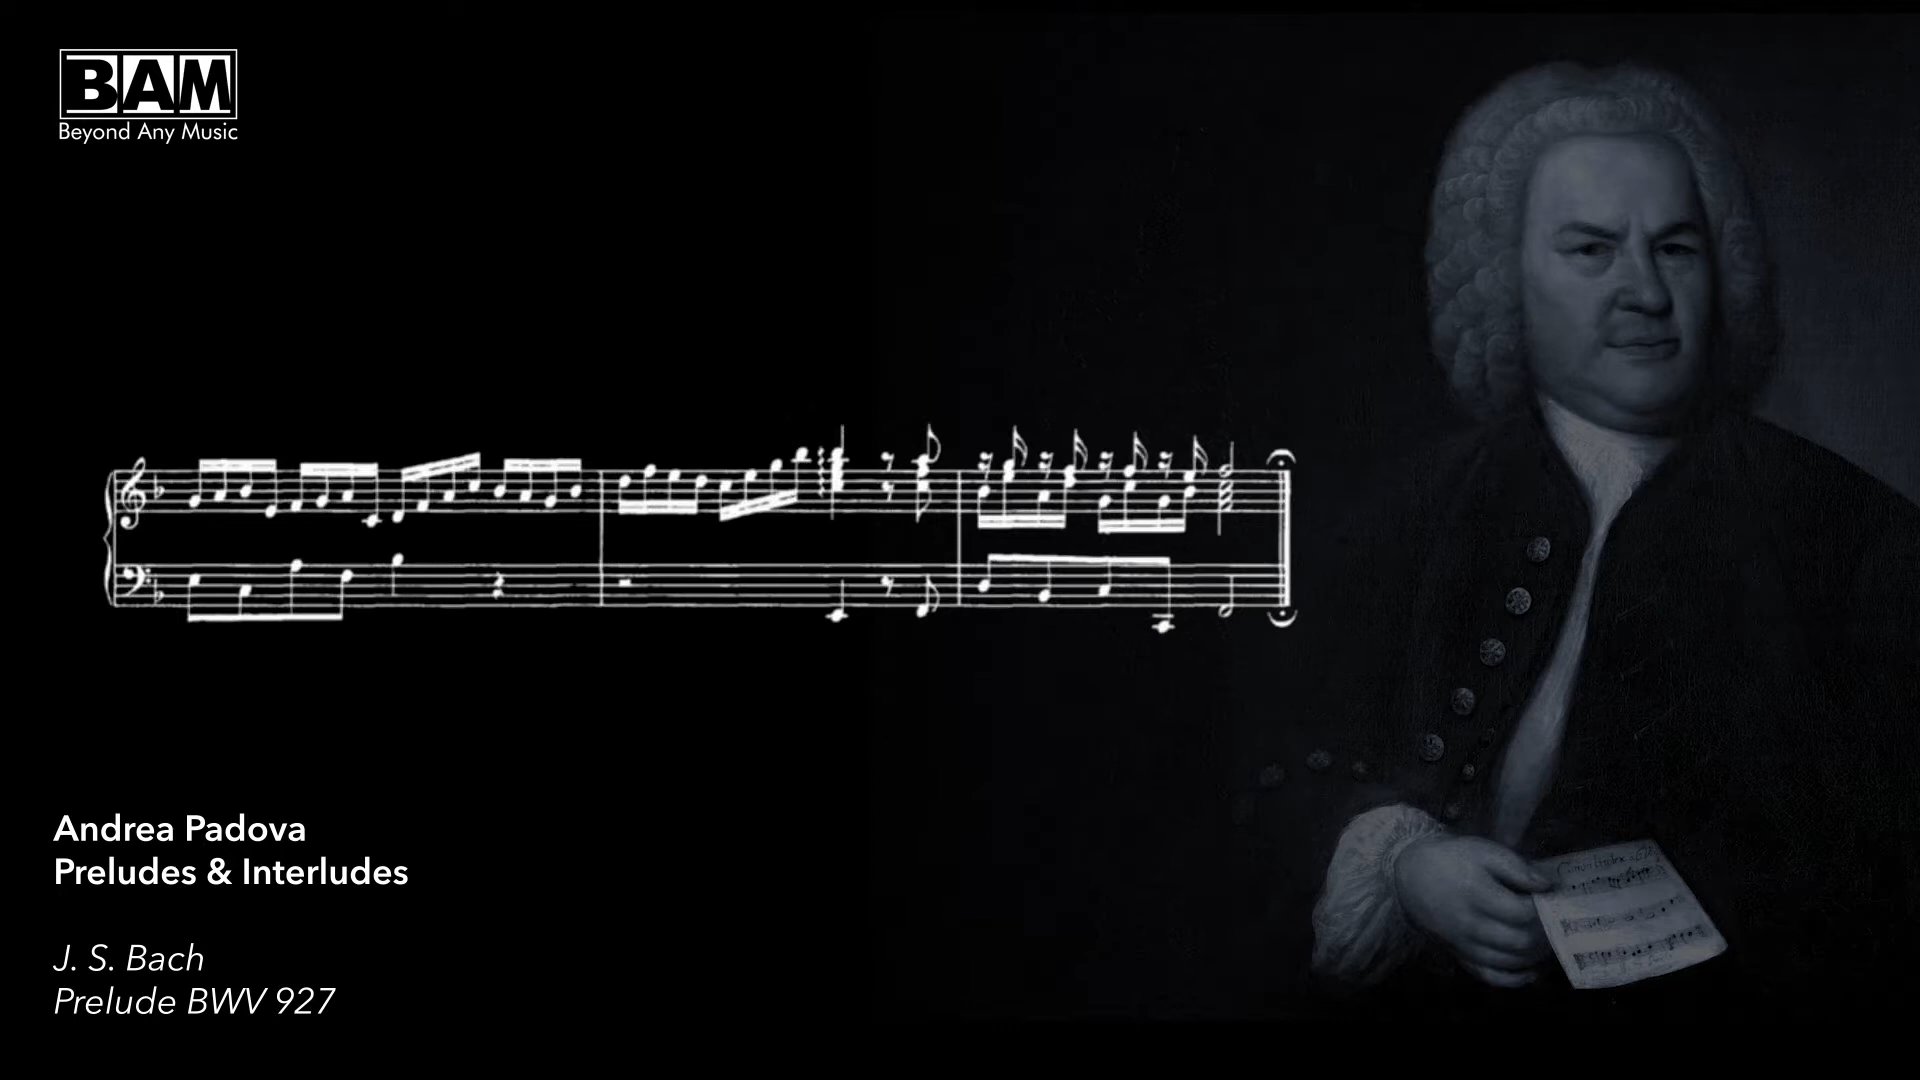 BAM
Beyond Any Music
Andrea Padova
Preludes & Interludes
J. S. Bach
Prelude BWV 927